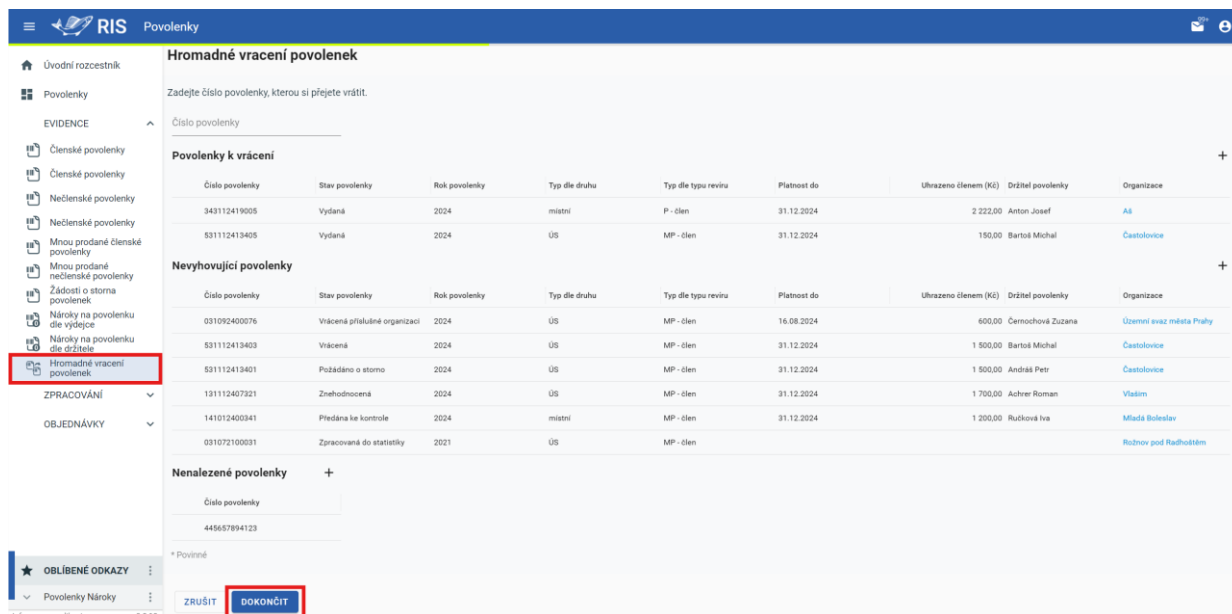 RIS Povolenky
99+
Úvodní rozcestník
Povolenky
EVIDENCE
Členské povolenky
Členské povolenky
Nečlenské povolenky
Nečlenské povolenky
Mnou prodané členské
povolenky
Mnou prodané
nečlenské povolenky
Žádosti o storna
povolenek
Nároky na povolenku
dle výdejce
Nároky na povolenku
dle držitele
Hromadné vracení
povolenek
ZPRACOVÁNÍ
OBJEDNÁVKY
OBLÍBENÉ ODKAZY
Povolenky Nároky
Hromadné vracení povolenek
Zadejte číslo povolenky, kterou si přejete vrátit.
Číslo povolenky
Povolenky k vrácení
Číslo povolenky Stav povolenky Rok povolenky Typ dle druhu Typ dle typu revíru Platnost do Uhrazeno členem (Kč) Držitel povolenky Organizace
343112419005 Vydaná 2024 místní P - člen 31.12.2024 2 222,00 Anton Josef Aš
531112413405 Vydaná 2024 ÚS MP - člen 31.12.2024 150,00 Bartoš Michal Častolovice
Nevyhovující povolenky
Číslo povolenky Stav povolenky Rok povolenky Typ dle druhu Typ dle typu revíru Platnost do Uhrazeno členem (Kč) Držitel povolenky Organizace
031092400076 Vrácená příslušné organizaci 2024 ÚS MP - člen 16.08.2024 600,00 Černochová Zuzana Územní svaz města Prahy
531112413403 Vrácená 2024 ÚS MP - člen 31.12.2024 1 500,00 Bartoš Michal Častolovice
531112413401 Požádáno o storno 2024 ÚS MP - člen 31.12.2024 1 500,00 Andráš Petr Častolovice
131112407321 Znehodnocená 2024 ÚS MP - člen 31.12.2024 1 700,00 Achrer Roman Vlašim
141012400341 Předána ke kontrole 2024 místní MP - člen 31.12.2024 1 200,00 Ručková Iva Mladá Boleslav
031072100031 Zpracovaná do statistiky 2021 ÚS MP - člen Rožnov pod Radhoštěm
Nenalezené povolenky
Číslo povolenky
445657894123
* Povinné
ZRUŠIT DOKONČIT